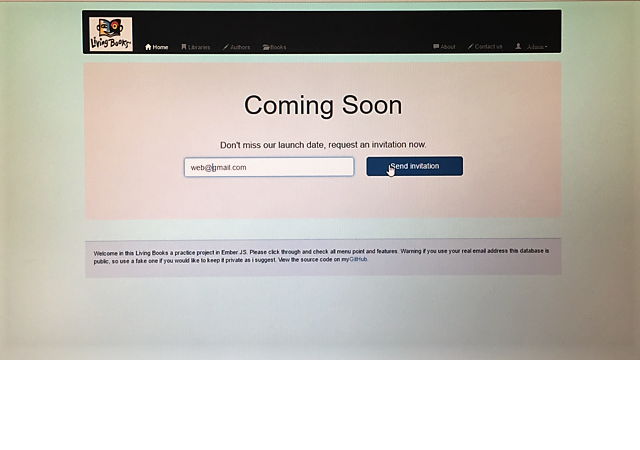 Living Books
Home Libraries Authors Books About Contact us Admin
Coming Soon
Don't miss our launch date, request an invitation now.
web@gmail.com Send invitation
Welcome in this Living Books a practice project in Ember.JS. Please click through and check all menu point and features. Warning if you use your real email address this database is
public, so use a fake one if you would like to keep it private as i suggest. View the source code on myGitHub.